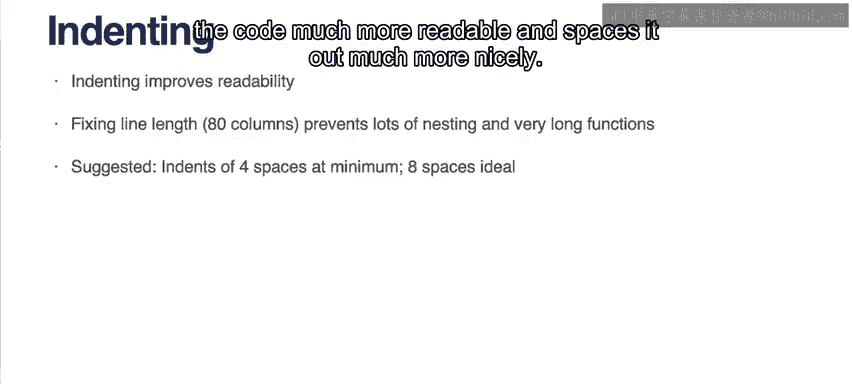 Indenting
the code much more readable and spaces it
out much more nicely.
· Indenting improves readability
· Fixing line length (80 columns) prevents lots of nesting and very long functions
· Suggested: Indents of 4 spaces at minimum; 8 spaces ideal